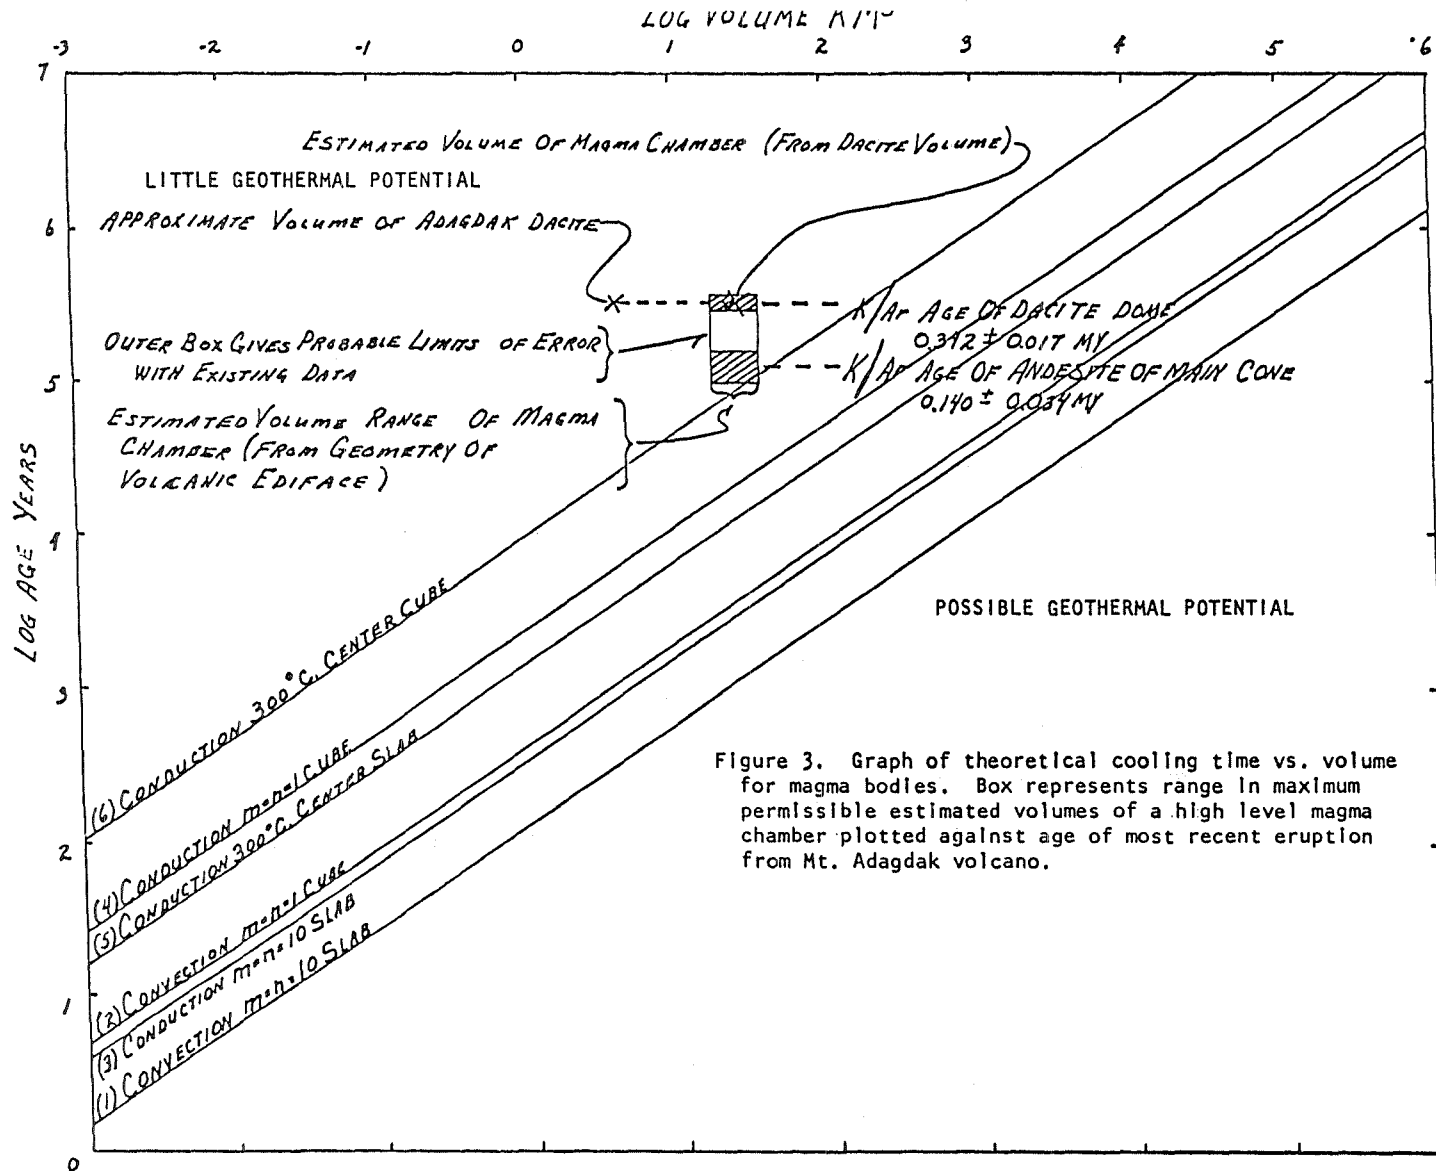 LOG VOLUME KM³
-3 -2 -1 0 1 2 3 4 5 6
7
ESTIMATED VOLUME OF MAGMA CHAMBER (FROM DACITE VOLUME)
LITTLE GEOTHERMAL POTENTIAL
6
APPROXIMATE VOLUME OF ADAGDAK DACITE
K/Ar AGE OF DACITE DOME
0.342 ± 0.017 MY
OUTER BOX GIVES PROBABLE LIMITS OF ERROR
WITH EXISTING DATA
5
K/Ar AGE OF ANDESITE OF MAIN CONE
0.140 ± 0.034 MY
ESTIMATED VOLUME RANGE OF MAGMA
CHAMBER (FROM GEOMETRY OF
VOLCANIC EDIFACE)
LOG AGE YEARS
4
POSSIBLE GEOTHERMAL POTENTIAL
3
(6) CONDUCTION 300°C. CENTER CUBE
(4) CONDUCTION m=n=1 CUBE
(5) CONDUCTION 300°C. CENTER SLAB
2
(2) CONVECTION m=n=1 CUBE
(3) CONDUCTION m=n=10 SLAB
1
(1) CONVECTION m=n=10 SLAB
0
Figure 3. Graph of theoretical cooling time vs. volume
for magma bodies. Box represents range in maximum
permissible estimated volumes of a high level magma
chamber plotted against age of most recent eruption
from Mt. Adagdak volcano.